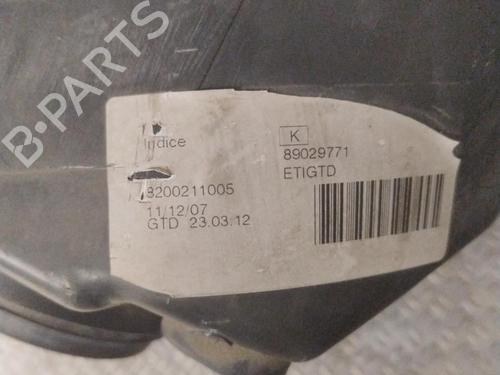 B-PARTS
Indice
K
89029771
ETIGTD
8200211005
11/12/07
GTD 23.03.12